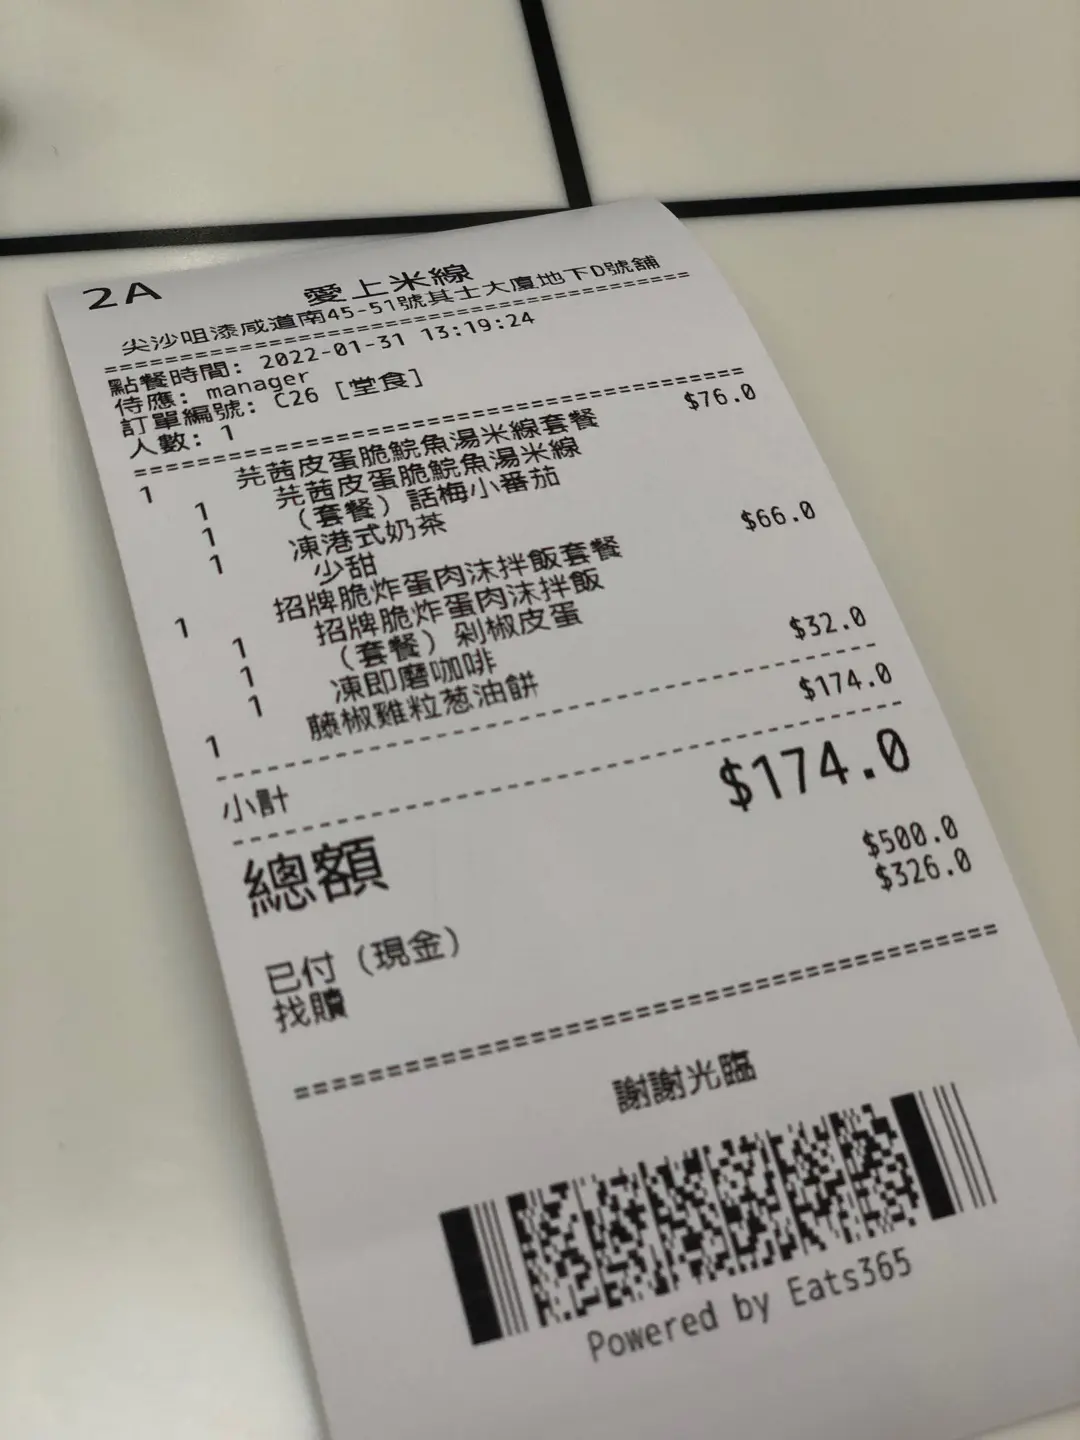 2A
愛上米線
尖沙咀漆咸道南45-51號其士大廈地下D號舖
================================================
點餐時間: 2022-01-31 13:19:24
侍應: manager
訂單編號: C26 [堂食]
人數: 1
================================================
1 芫茜皮蛋脆鯇魚湯米線套餐 $76.0
1 芫茜皮蛋脆鯇魚湯米線
1 (套餐) 話梅小番茄
1 凍港式奶茶
少甜
1 招牌脆炸蛋肉沫拌飯套餐 $66.0
1 招牌脆炸蛋肉沫拌飯
1 (套餐) 剁椒皮蛋
1 凍即磨咖啡
1 藤椒雞粒葱油餅 $32.0
------------------------------------------------
小計 $174.0
------------------------------------------------
總額 $174.0
已付 (現金) $500.0
找贖 $326.0
================================================
謝謝光臨
Powered by Eats365